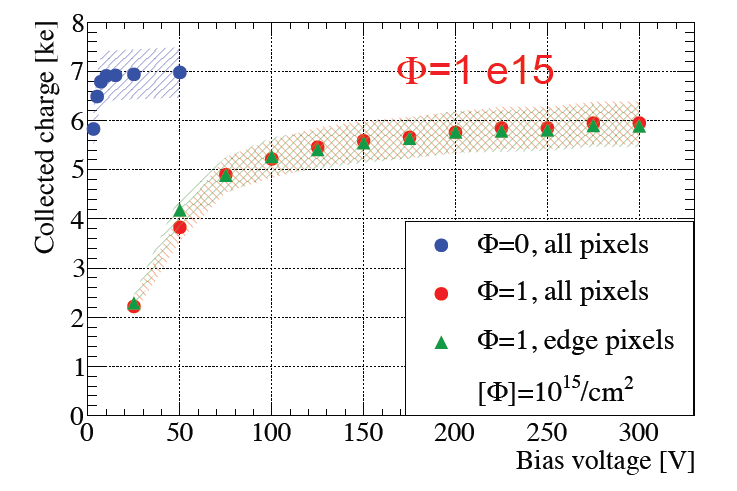 Collected charge [ke]
8
7
6
5
4
3
2
1
0
Φ=1 e15
Φ=0, all pixels
Φ=1, all pixels
Φ=1, edge pixels
[Φ]=10¹⁵/cm²
0 50 100 150 200 250 300
Bias voltage [V]